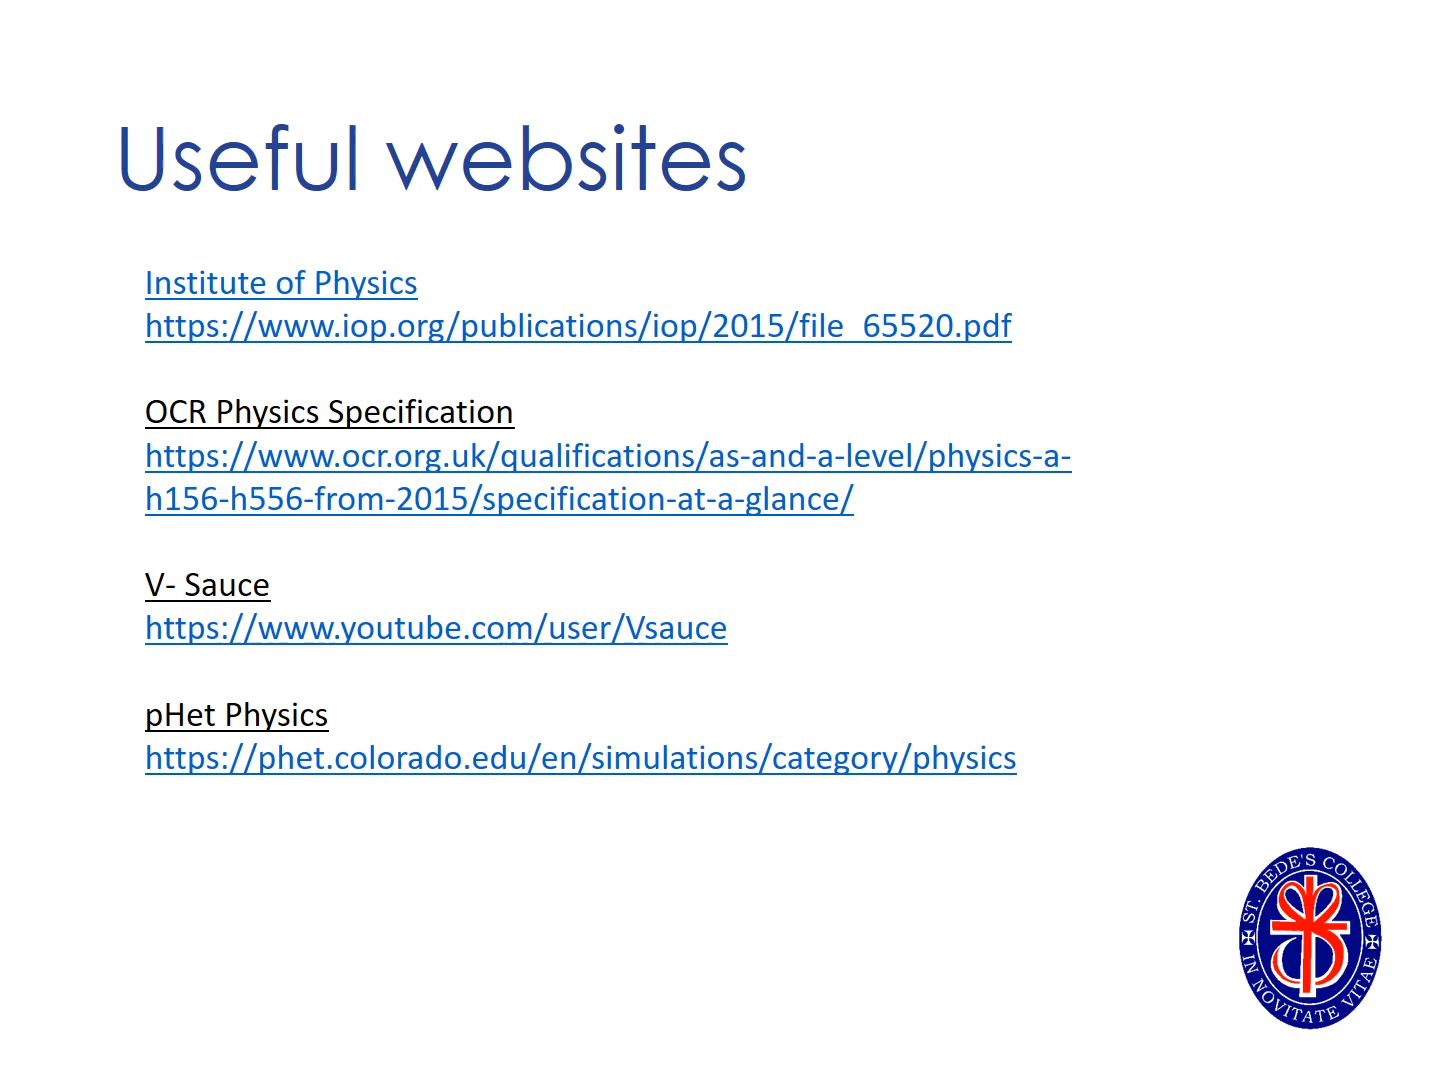 Useful websites
Institute of Physics
https://www.iop.org/publications/iop/2015/file_65520.pdf
OCR Physics Specification
https://www.ocr.org.uk/qualifications/as-and-a-level/physics-a-
h156-h556-from-2015/specification-at-a-glance/
V- Sauce
https://www.youtube.com/user/Vsauce
pHet Physics
https://phet.colorado.edu/en/simulations/category/physics
ST. BEDE'S COLLEGE
IN NOVITATE VITAE